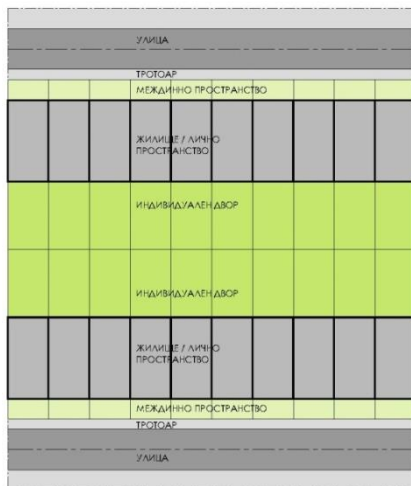 УЛИЦА
ТРОТОАР
МЕЖДИННО ПРОСТРАНСТВО
ЖИЛИЩЕ / ЛИЧНО
ПРОСТРАНСТВО
ИНДИВИДУАЛЕН ДВОР
ИНДИВИДУАЛЕН ДВОР
ЖИЛИЩЕ / ЛИЧНО
ПРОСТРАНСТВО
МЕЖДИННО ПРОСТРАНСТВО
ТРОТОАР
УЛИЦА